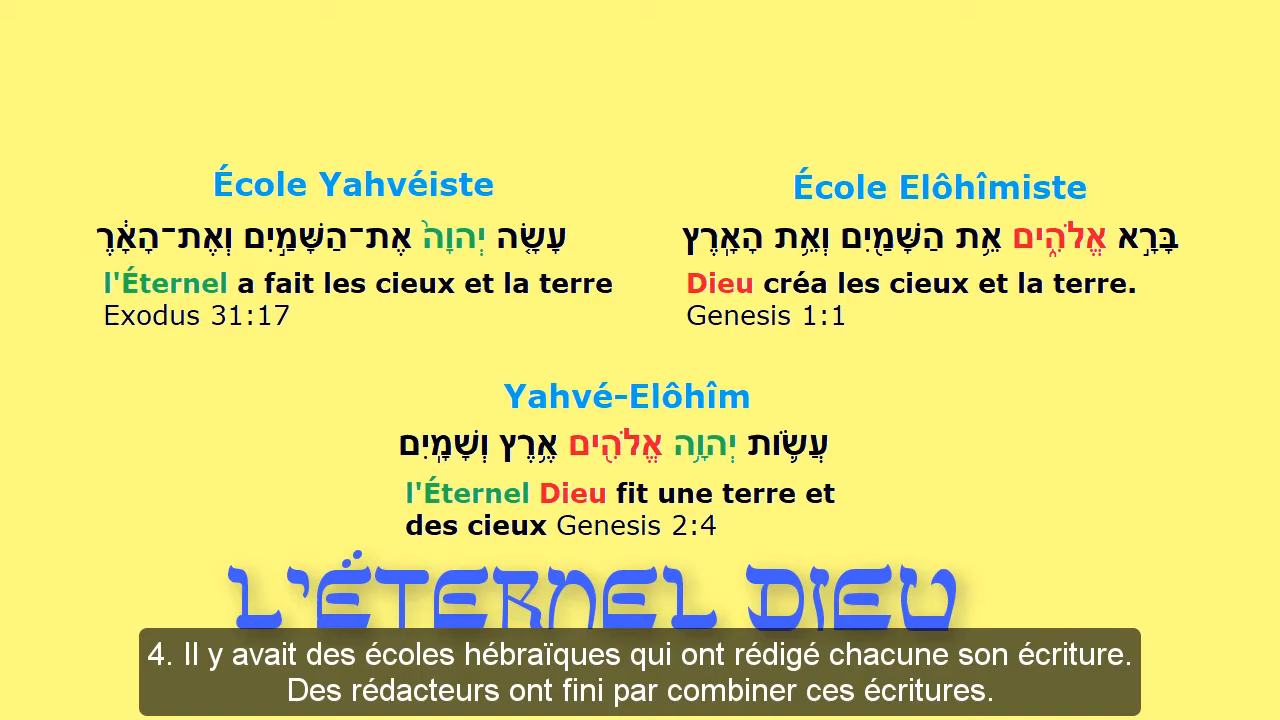 École Yahvéiste
עָשָׂ֤ה יְהוָה֙ אֶת־הַשָּׁמַ֣יִם וְאֶת־הָאָ֔רֶ
l'Éternel a fait les cieux et la terre
Exodus 31:17
École Elôhîmiste
בָּרָ֣א אֱלֹהִ֑ים אֵ֥ת הַשָּׁמַ֖יִם וְאֵ֥ת הָאָֽרֶץ
Dieu créa les cieux et la terre.
Genesis 1:1
Yahvé-Elôhîm
עֲשׂ֛וֹת יְהוָ֥ה אֱלֹהִ֖ים אֶ֥רֶץ וְשָׁמָֽיִם
l'Éternel Dieu fit une terre et
des cieux Genesis 2:4
L'ÉTERNEL DIEU
4. Il y avait des écoles hébraïques qui ont rédigé chacune son écriture.
Des rédacteurs ont fini par combiner ces écritures.